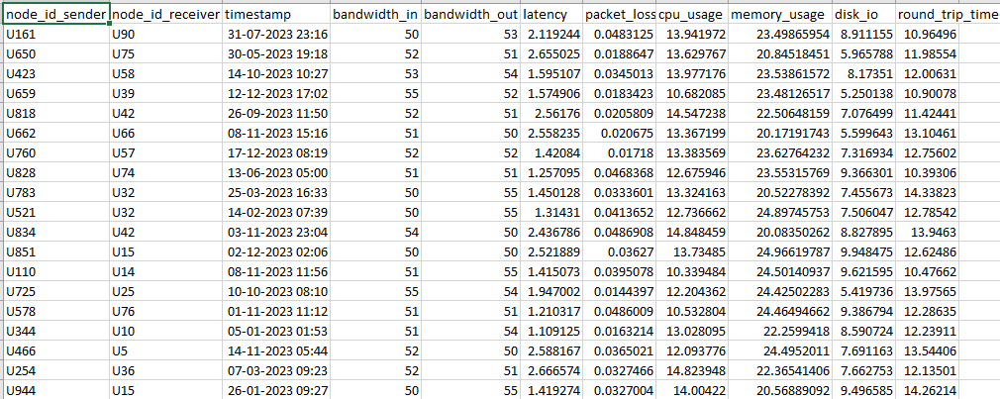 node_id_sender node_id_receiver timestamp bandwidth_in bandwidth_out latency packet_loss cpu_usage memory_usage disk_io round_trip_time
U161 U90 31-07-2023 23:16 50 53 2.119244 0.0483125 13.941972 23.49865954 8.911155 10.96496
U650 U75 30-05-2023 19:18 52 51 2.655025 0.0188647 13.629767 20.84518451 5.965788 11.98554
U423 U58 14-10-2023 10:27 53 54 1.595107 0.0345013 13.977176 23.53861572 8.17351 12.00631
U659 U39 12-12-2023 17:02 55 52 1.574906 0.0183423 10.682085 23.48126517 5.250138 10.90078
U818 U42 26-09-2023 11:50 52 51 2.56176 0.0205809 14.547238 22.50648159 7.076499 11.42441
U662 U66 08-11-2023 15:16 51 50 2.558235 0.020675 13.367199 20.17191743 5.599643 13.10461
U760 U57 17-12-2023 08:19 52 52 1.42084 0.01718 13.383569 23.62764232 7.316934 12.75602
U828 U74 13-06-2023 05:00 51 51 1.257095 0.0468368 12.675946 23.55315769 9.366301 10.39306
U783 U32 25-03-2023 16:33 50 55 1.450128 0.0333601 13.324163 20.52278392 7.455673 14.33823
U521 U32 14-02-2023 07:39 50 55 1.31431 0.0413652 12.736662 24.89745753 7.506047 12.78542
U834 U42 03-11-2023 23:04 54 50 2.436786 0.0486908 14.848459 20.08350262 8.827895 13.9463
U851 U15 02-12-2023 02:06 50 50 2.521889 0.03627 13.73485 24.96619787 9.948475 12.62486
U110 U14 08-11-2023 11:56 51 55 1.415073 0.0395078 10.339484 24.50140937 9.621595 10.47662
U725 U25 10-10-2023 08:10 55 54 1.947002 0.0144397 12.204362 24.42502283 5.419736 13.97565
U578 U76 01-11-2023 11:12 51 51 1.210317 0.0486009 10.532804 24.46494662 9.386794 12.28635
U344 U10 05-01-2023 01:53 51 54 1.109125 0.0163214 13.028095 22.2599418 8.590724 12.23911
U466 U5 14-11-2023 05:44 52 50 2.588167 0.0365021 12.093776 24.4952011 7.691163 13.54406
U254 U36 07-03-2023 09:23 52 51 2.666574 0.0327466 14.823948 22.36541406 7.662753 12.13501
U944 U15 26-01-2023 09:27 50 55 1.419274 0.0327004 14.00422 20.56889092 9.496585 14.26214